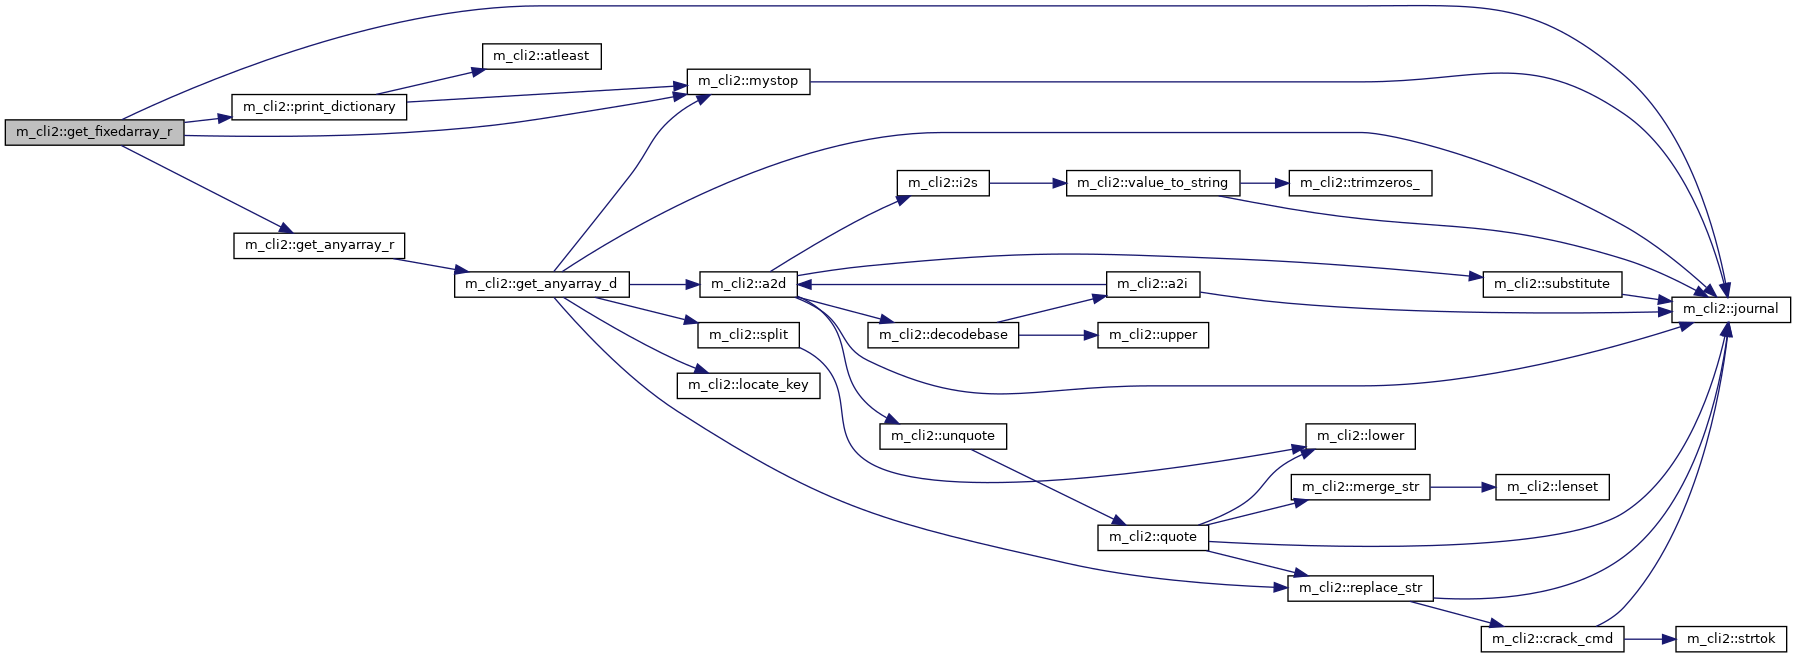 m_cli2::get_fixedarray_r
m_cli2::print_dictionary
m_cli2::atleast
m_cli2::mystop
m_cli2::get_anyarray_r
m_cli2::get_anyarray_d
m_cli2::a2d
m_cli2::split
m_cli2::locate_key
m_cli2::i2s
m_cli2::value_to_string
m_cli2::trimzeros_
m_cli2::a2i
m_cli2::substitute
m_cli2::journal
m_cli2::decodebase
m_cli2::upper
m_cli2::unquote
m_cli2::lower
m_cli2::merge_str
m_cli2::lenset
m_cli2::quote
m_cli2::replace_str
m_cli2::crack_cmd
m_cli2::strtok